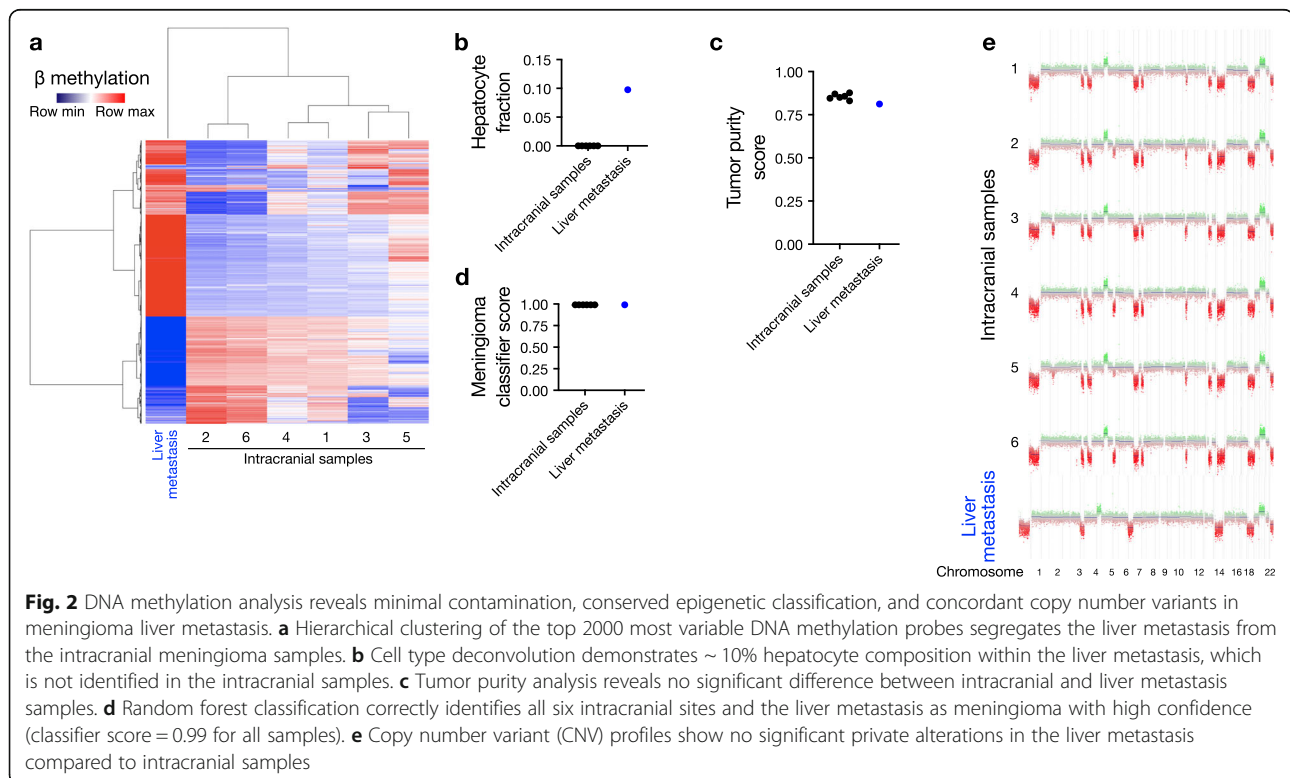 a
β methylation
Row min Row max
Liver metastasis
2 6 4 1 3 5
Intracranial samples
b
Hepatocyte fraction
0.15
0.10
0.05
0.00
Intracranial samples
Liver metastasis
c
Tumor purity score
1.00
0.75
0.50
0.25
0.00
Intracranial samples
Liver metastasis
d
Meningioma classifier score
1.00
0.75
0.50
0.25
0.00
Intracranial samples
Liver metastasis
e
Intracranial samples
1
2
3
4
5
6
Liver metastasis
Chromosome 1 2 3 4 5 6 7 8 9 10 12 14 16 18 22
Fig. 2 DNA methylation analysis reveals minimal contamination, conserved epigenetic classification, and concordant copy number variants in
meningioma liver metastasis. a Hierarchical clustering of the top 2000 most variable DNA methylation probes segregates the liver metastasis from
the intracranial meningioma samples. b Cell type deconvolution demonstrates ~ 10% hepatocyte composition within the liver metastasis, which
is not identified in the intracranial samples. c Tumor purity analysis reveals no significant difference between intracranial and liver metastasis
samples. d Random forest classification correctly identifies all six intracranial sites and the liver metastasis as meningioma with high confidence
(classifier score = 0.99 for all samples). e Copy number variant (CNV) profiles show no significant private alterations in the liver metastasis
compared to intracranial samples